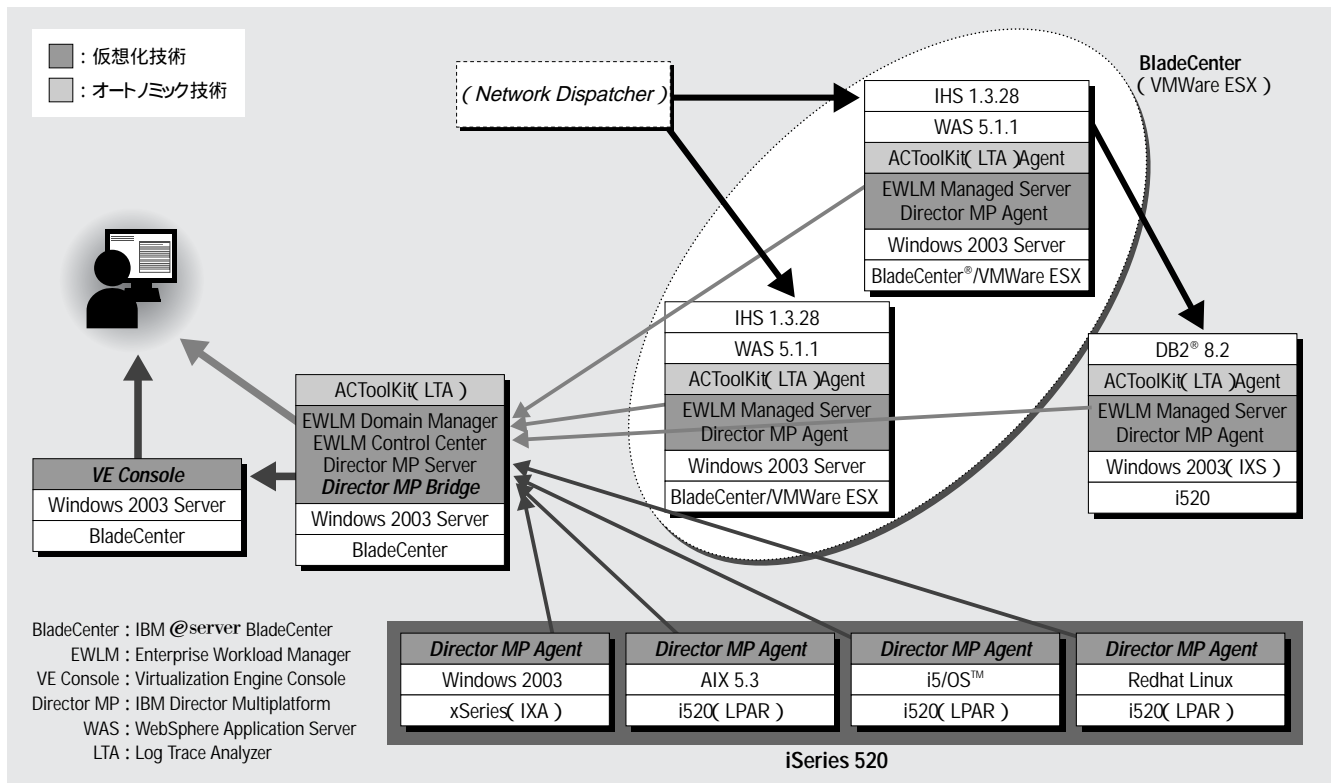 ：仮想化技術
：オートノミック技術
( Network Dispatcher )
BladeCenter
( VMWare ESX )
IHS 1.3.28
WAS 5.1.1
ACToolKit( LTA )Agent
EWLM Managed Server
Director MP Agent
Windows 2003 Server
BladeCenter®/VMWare ESX
IHS 1.3.28
WAS 5.1.1
ACToolKit( LTA )Agent
EWLM Managed Server
Director MP Agent
Windows 2003 Server
BladeCenter/VMWare ESX
DB2® 8.2
ACToolKit( LTA )Agent
EWLM Managed Server
Director MP Agent
Windows 2003( IXS )
i520
ACToolKit( LTA )
EWLM Domain Manager
EWLM Control Center
Director MP Server
Director MP Bridge
Windows 2003 Server
BladeCenter
VE Console
Windows 2003 Server
BladeCenter
BladeCenter : IBM @server BladeCenter
EWLM : Enterprise Workload Manager
VE Console : Virtualization Engine Console
Director MP : IBM Director Multiplatform
WAS : WebSphere Application Server
LTA : Log Trace Analyzer
Director MP Agent
Windows 2003
xSeries( IXA )
Director MP Agent
AIX 5.3
i520( LPAR )
Director MP Agent
i5/OS™
i520( LPAR )
Director MP Agent
Redhat Linux
i520( LPAR )
iSeries 520